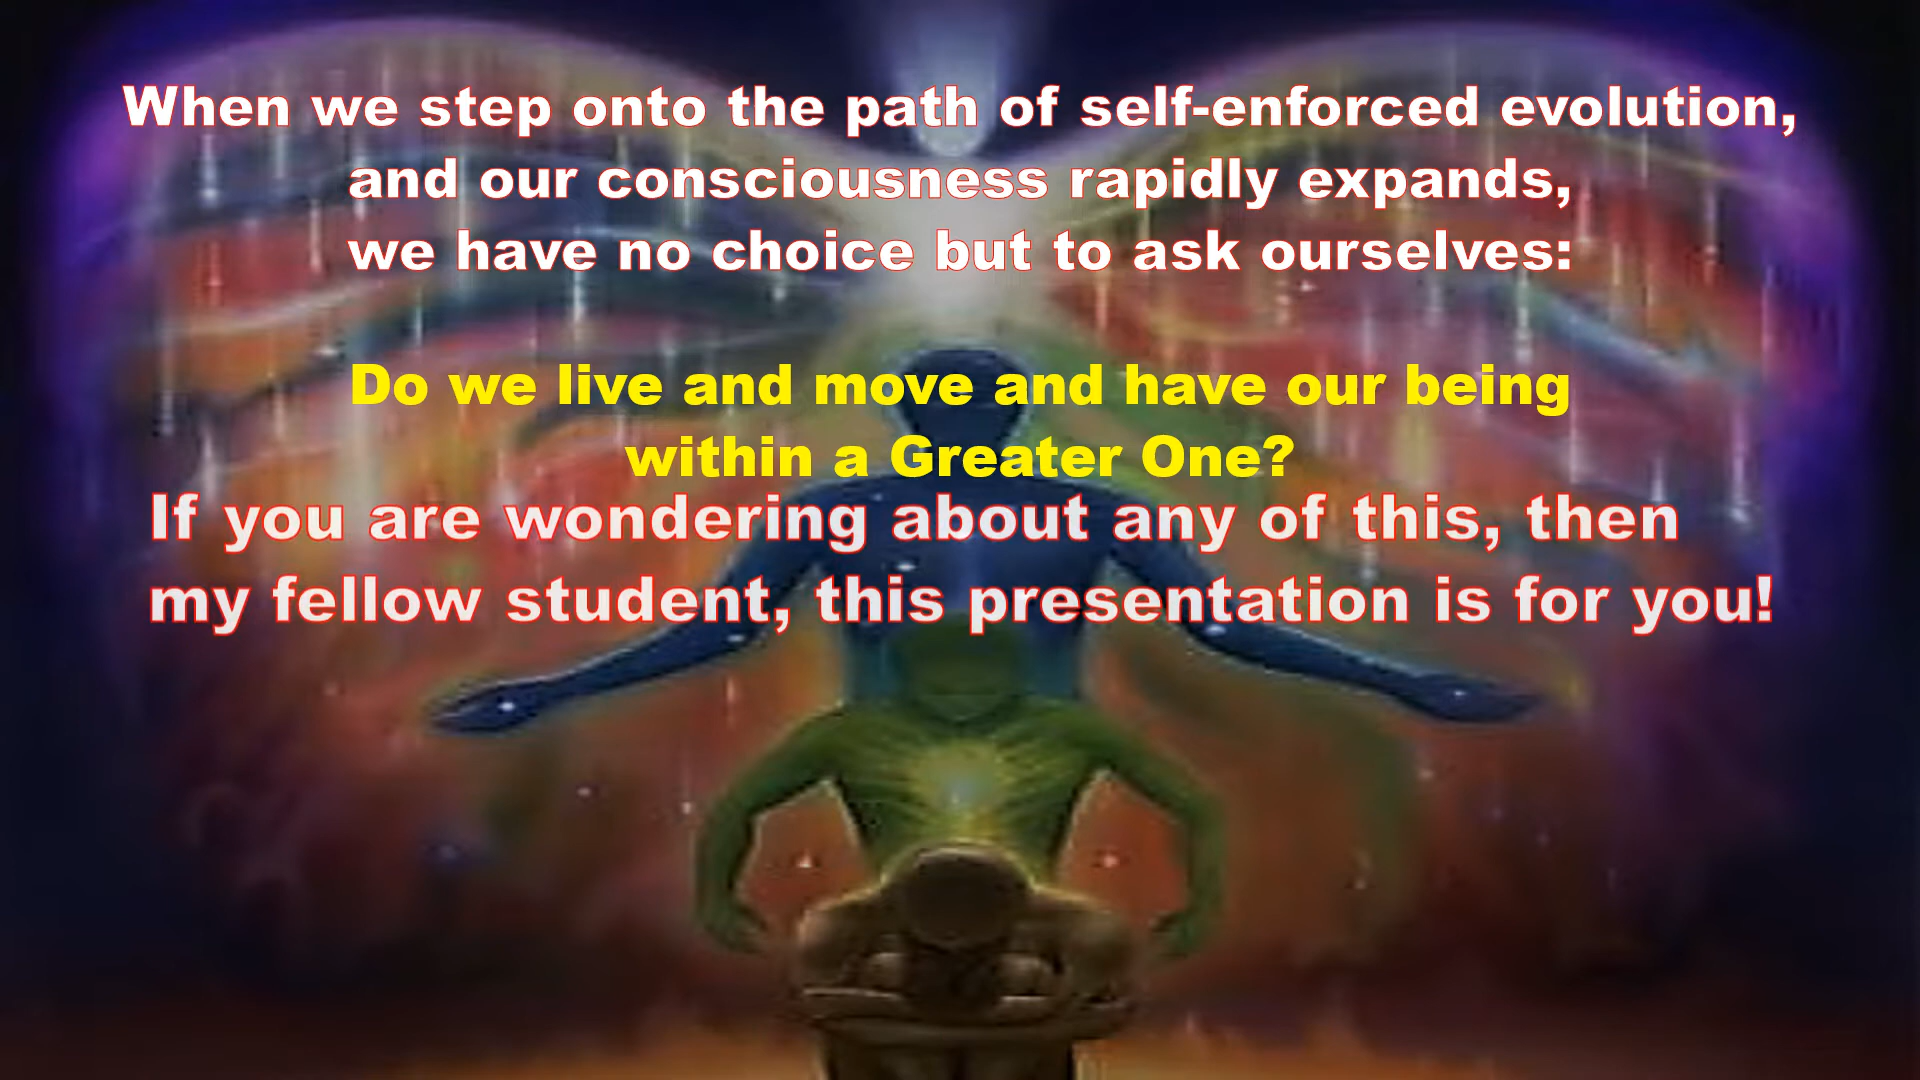 When we step onto the path of self-enforced evolution,
and our consciousness rapidly expands,
we have no choice but to ask ourselves:
Do we live and move and have our being
within a Greater One?
If you are wondering about any of this, then
my fellow student, this presentation is for you!